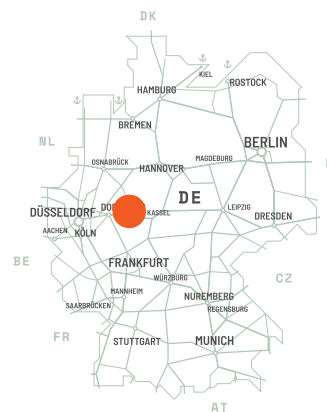 DK
KIEL
ROSTOCK
HAMBURG
BREMEN
NL
BERLIN
OSNABRÜCK
MAGDEBURG
HANNOVER
DE
DÜSSELDORF
KASSEL
LEIPZIG
DRESDEN
AACHEN
KÖLN
BE
FRANKFURT
WÜRZBURG
CZ
MANNHEIM
NUREMBERG
SAARBRÜCKEN
REGENSBURG
FR
STUTTGART
MUNICH
AT